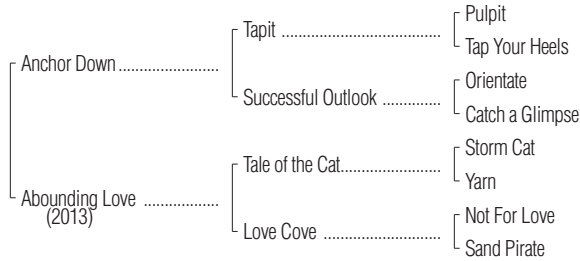 Pulpit
Tapit
Tap Your Heels
Anchor Down
Orientate
Successful Outlook
Catch a Glimpse
Storm Cat
Tale of the Cat
Yarn
Abounding Love
(2013)
Not For Love
Love Cove
Sand Pirate